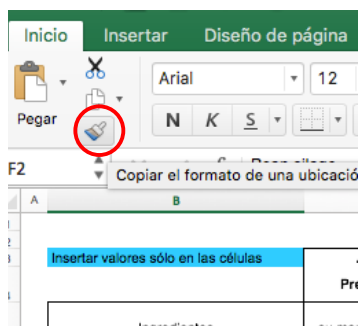 Inicio Insertar Diseño de página
Arial 12
Pegar N K S
F2
Copiar el formato de una ubicació
A B
Insertar valores sólo en las células
Pre